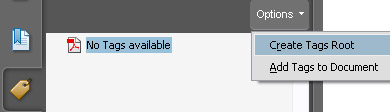 Options
No Tags available
Create Tags Root
Add Tags to Document